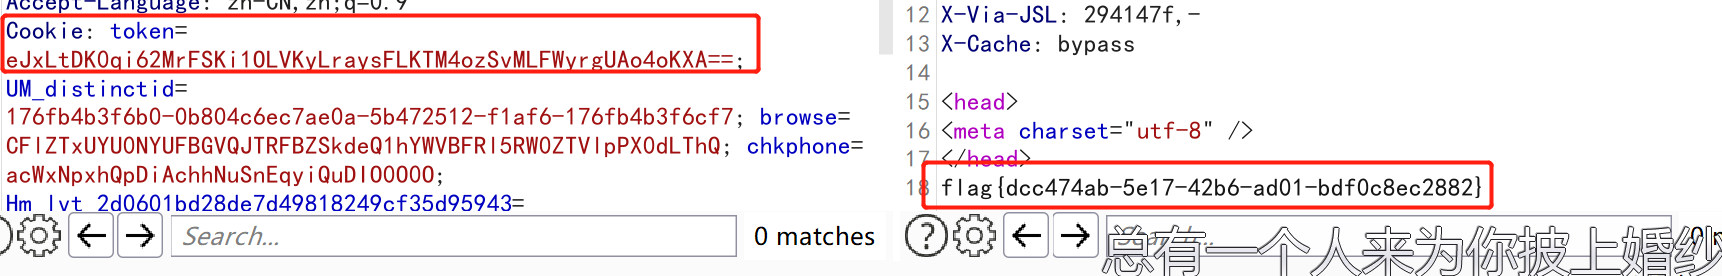 Accept-Language: zh-CN,zh;q=0.9
Cookie: token=
eJxLtDK0qi62MrFSKi1OLVKyLraysFLKTM4ozSvMLFWyrgUAo4oKXA==;
UM_distinctid=
176fb4b3f6b0-0b804c6ec7ae0a-5b472512-f1af6-176fb4b3f6cf7; browse=
CFlZTxUYU0NYUFBGVQJTRFBZSkdeQ1hYWVBFRl5RW0ZTVlpPX0dLThQ; chkphone=
acWxNpxhQpDiAchhNuSnEqyiQuDIO0O0O;
Hm_lvt_2d0601bd28de7d49818249cf35d95943=
Search...
0 matches
12 X-Via-JSL: 294147f,-
13 X-Cache: bypass
14
15 <head>
16 <meta charset="utf-8" />
17 </head>
18 flag{dcc474ab-5e17-42b6-ad01-bdf0c8ec2882}
总有一个人来为你披上婚纱